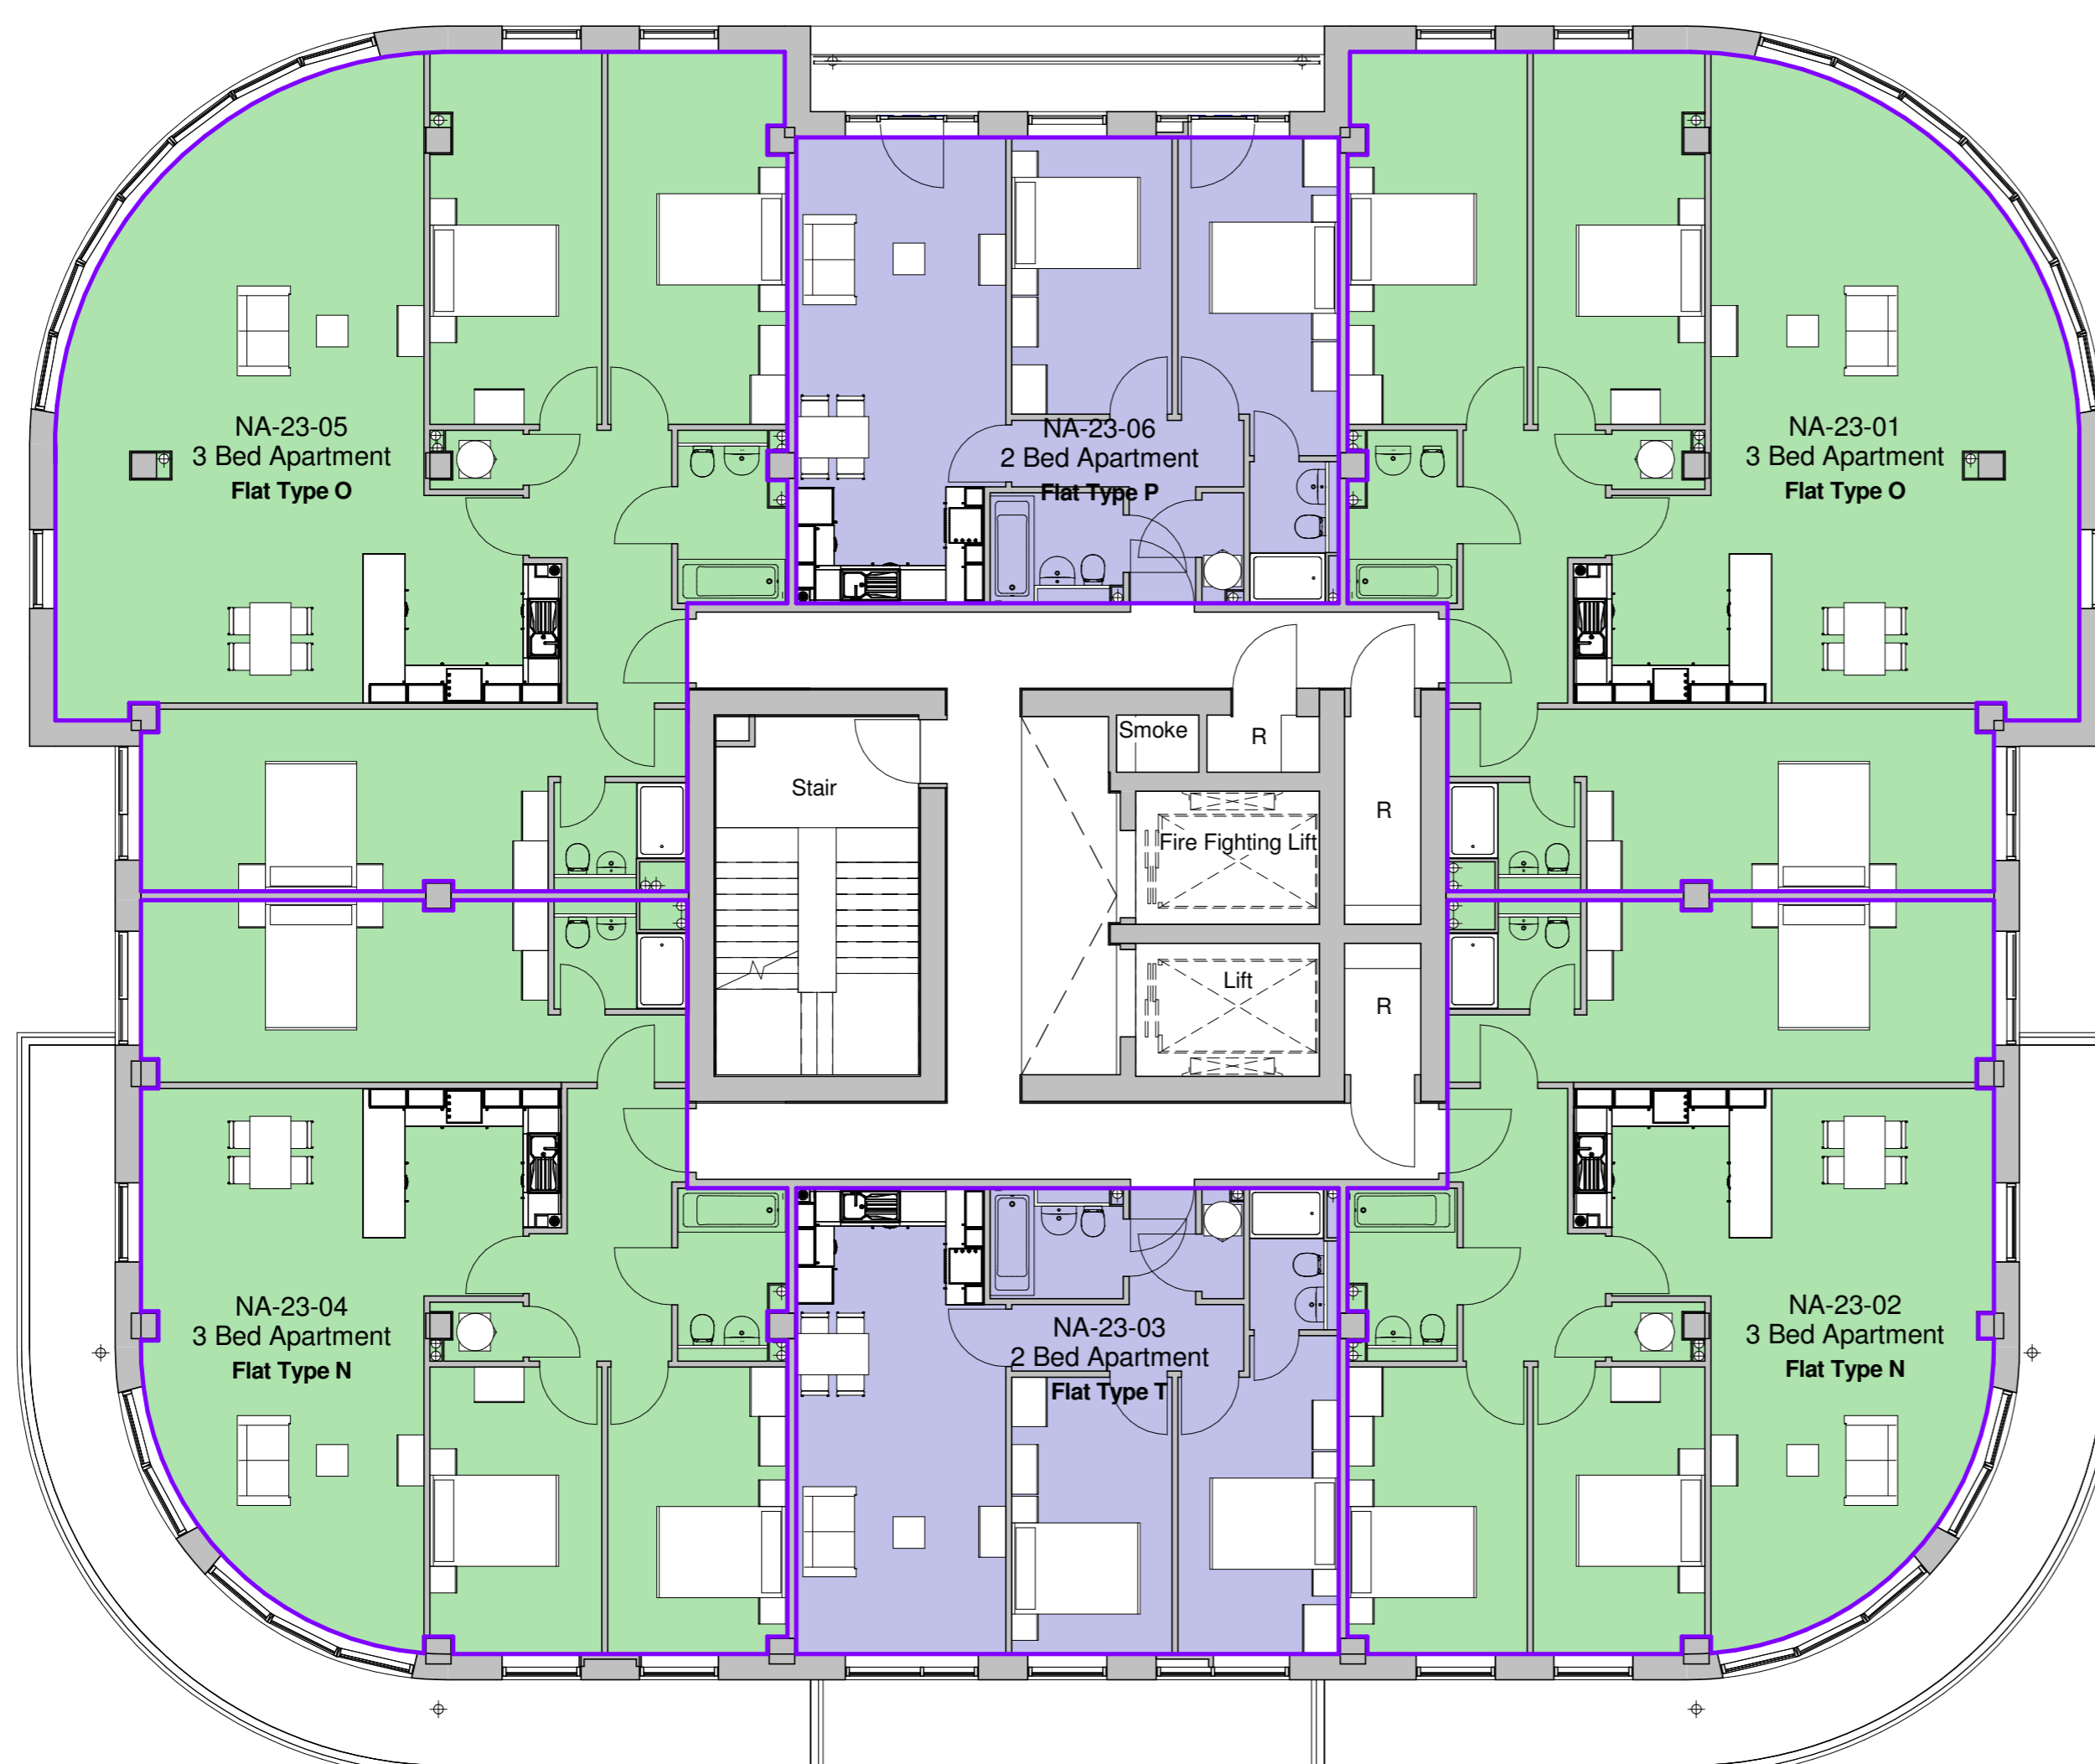 NA-23-05
3 Bed Apartment
Flat Type O
NA-23-06
2 Bed Apartment
Flat Type P
NA-23-01
3 Bed Apartment
Flat Type O
Smoke
R
Stair
R
Fire Fighting Lift
Lift
R
NA-23-04
3 Bed Apartment
Flat Type N
NA-23-03
2 Bed Apartment
Flat Type T
NA-23-02
3 Bed Apartment
Flat Type N